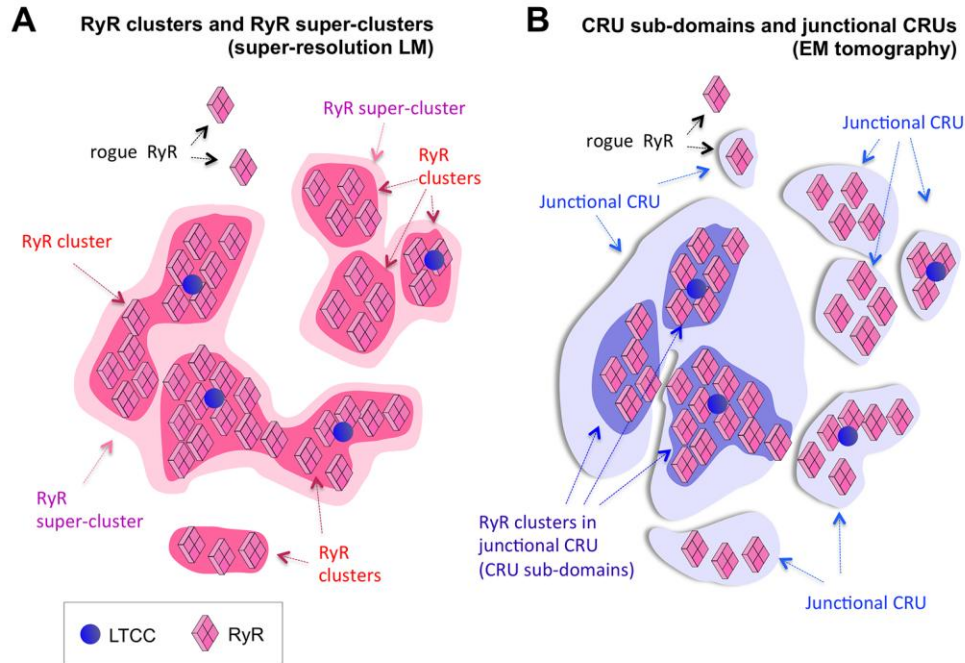 A
RyR clusters and RyR super-clusters
(super-resolution LM)
rogue RyR
RyR super-cluster
RyR
clusters
RyR cluster
RyR
super-cluster
RyR
clusters
LTCC
RyR
B
CRU sub-domains and junctional CRUs
(EM tomography)
rogue RyR
Junctional CRU
Junctional CRU
RyR clusters in
junctional CRU
(CRU sub-domains)
Junctional CRU